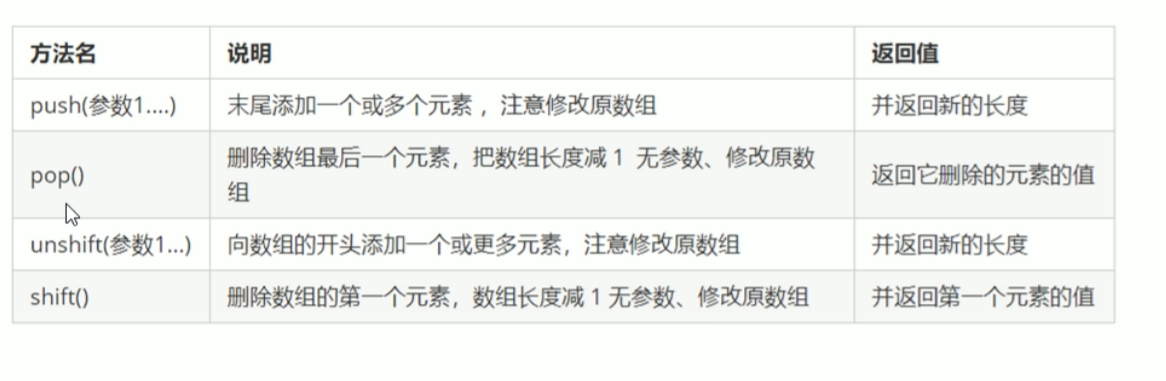 方法名 说明 返回值
push(参数1....) 末尾添加一个或多个元素 ，注意修改原数组 并返回新的长度
pop() 删除数组最后一个元素，把数组长度减 1 无参数、修改原数
组 返回它删除的元素的值
unshift(参数1...) 向数组的开头添加一个或更多元素，注意修改原数组 并返回新的长度
shift() 删除数组的第一个元素，数组长度减 1 无参数、修改原数组 并返回第一个元素的值